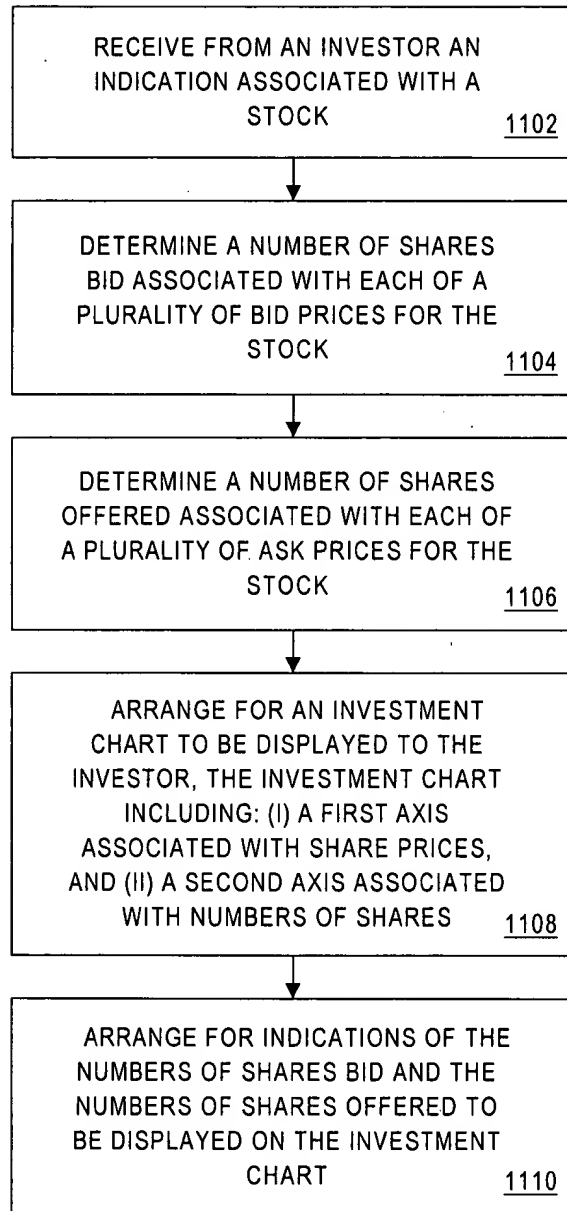 RECEIVE FROM AN INVESTOR AN
INDICATION ASSOCIATED WITH A
STOCK
1102
DETERMINE A NUMBER OF SHARES
BID ASSOCIATED WITH EACH OF A
PLURALITY OF BID PRICES FOR THE
STOCK
1104
DETERMINE A NUMBER OF SHARES
OFFERED ASSOCIATED WITH EACH OF
A PLURALITY OF ASK PRICES FOR THE
STOCK
1106
ARRANGE FOR AN INVESTMENT
CHART TO BE DISPLAYED TO THE
INVESTOR, THE INVESTMENT CHART
INCLUDING: (I) A FIRST AXIS
ASSOCIATED WITH SHARE PRICES,
AND (II) A SECOND AXIS ASSOCIATED
WITH NUMBERS OF SHARES
1108
ARRANGE FOR INDICATIONS OF THE
NUMBERS OF SHARES BID AND THE
NUMBERS OF SHARES OFFERED TO
BE DISPLAYED ON THE INVESTMENT
CHART
1110